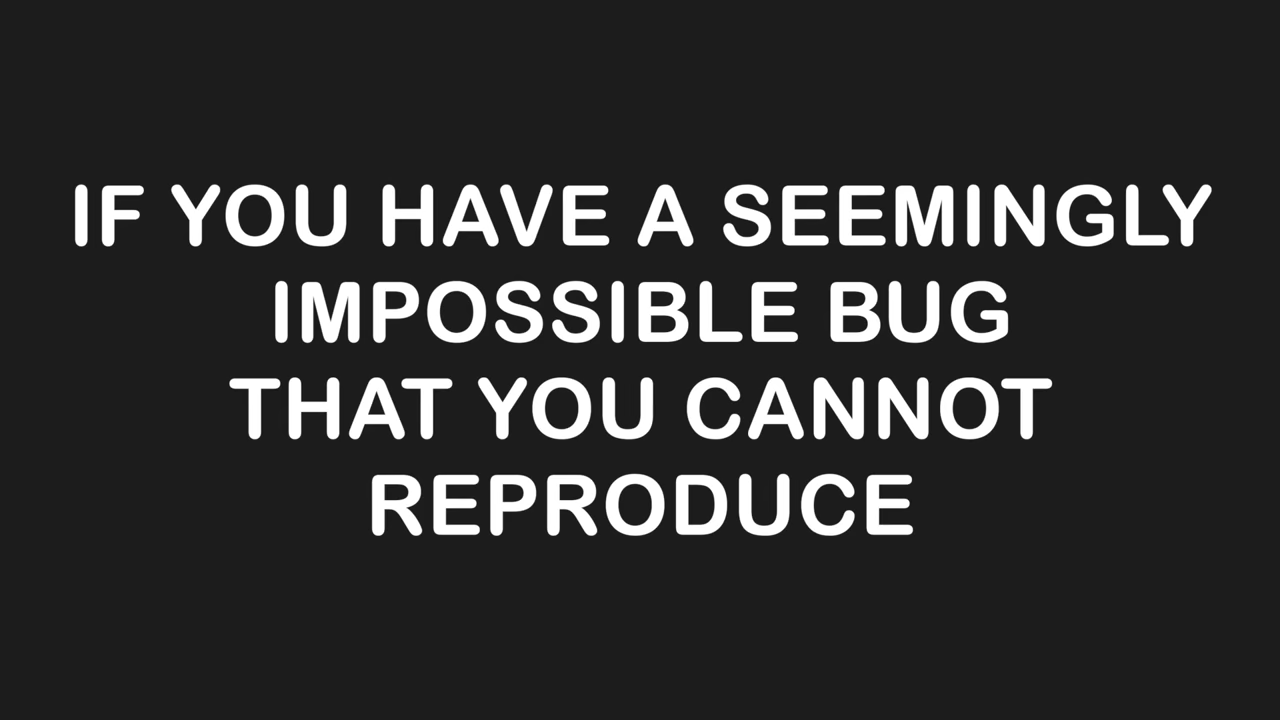 IF YOU HAVE A SEEMINGLY
IMPOSSIBLE BUG
THAT YOU CANNOT
REPRODUCE